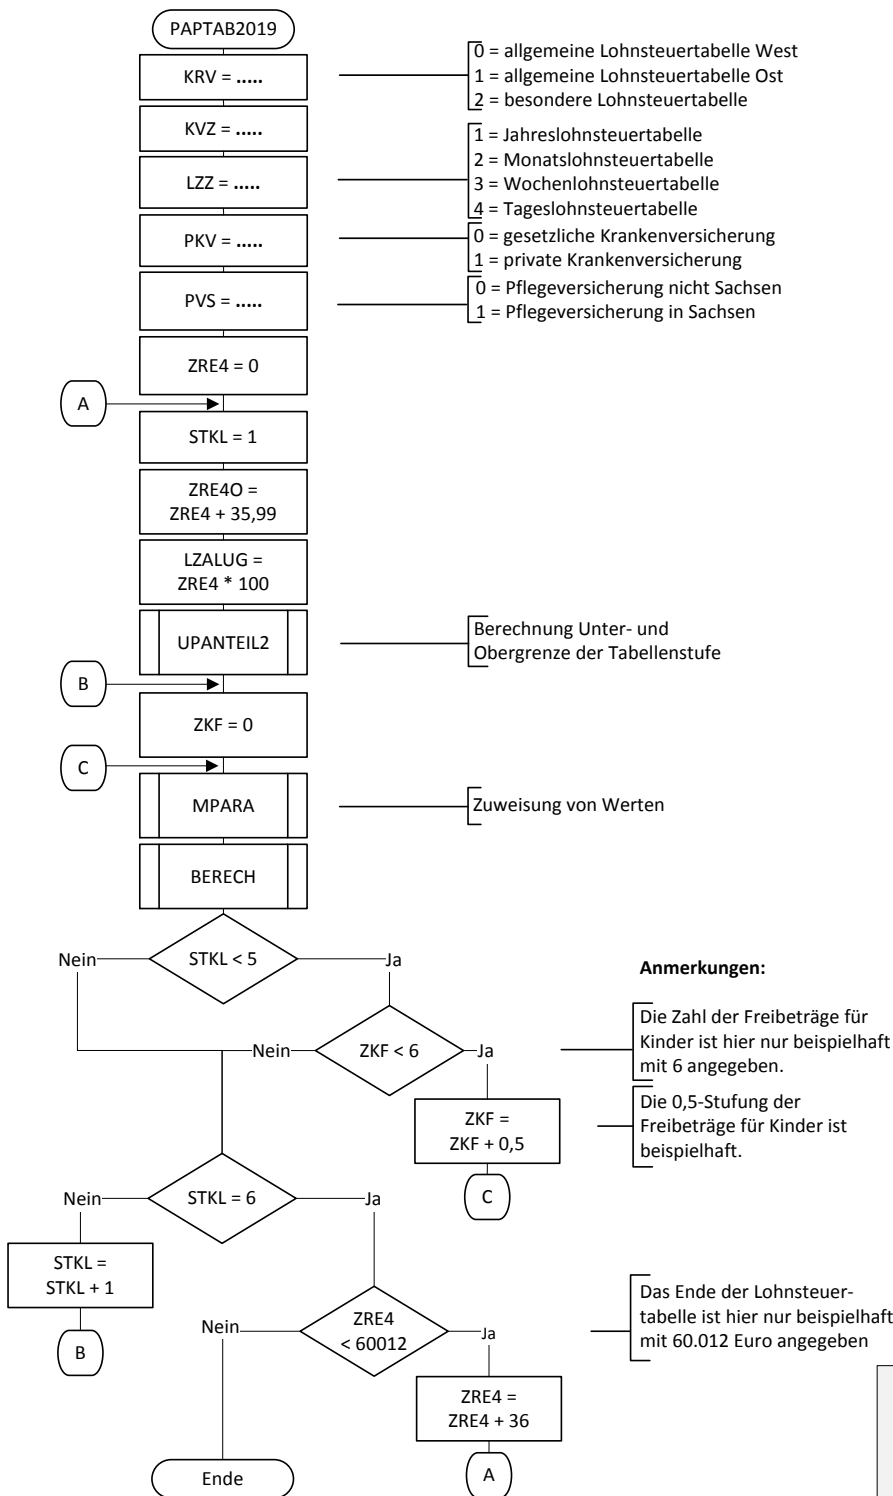 PAPTAB2019
KRV = .....
0 = allgemeine Lohnsteuertabelle West
1 = allgemeine Lohnsteuertabelle Ost
2 = besondere Lohnsteuertabelle
KVZ = .....
LZZ = .....
1 = Jahreslohnsteuertabelle
2 = Monatslohnsteuertabelle
3 = Wochenlohnsteuertabelle
4 = Tageslohnsteuertabelle
PKV = .....
0 = gesetzliche Krankenversicherung
1 = private Krankenversicherung
PVS = .....
0 = Pflegeversicherung nicht Sachsen
1 = Pflegeversicherung in Sachsen
ZRE4 = 0
A
STKL = 1
ZRE4O =
ZRE4 + 35,99
LZALUG =
ZRE4 * 100
UPANTEIL2
Berechnung Unter- und
Obergrenze der Tabellenstufe
B
ZKF = 0
C
MPARA
Zuweisung von Werten
BERECH
Nein
STKL < 5
Ja
Anmerkungen:
Nein
ZKF < 6
Ja
Die Zahl der Freibeträge für
Kinder ist hier nur beispielhaft
mit 6 angegeben.
ZKF =
ZKF + 0,5
Die 0,5-Stufung der
Freibeträge für Kinder ist
beispielhaft.
C
Nein
STKL = 6
Ja
STKL =
STKL + 1
B
Nein
ZRE4
< 60012
Ja
Das Ende der Lohnsteuer-
tabelle ist hier nur beispielhaft
mit 60.012 Euro angegeben
ZRE4 =
ZRE4 + 36
A
Ende